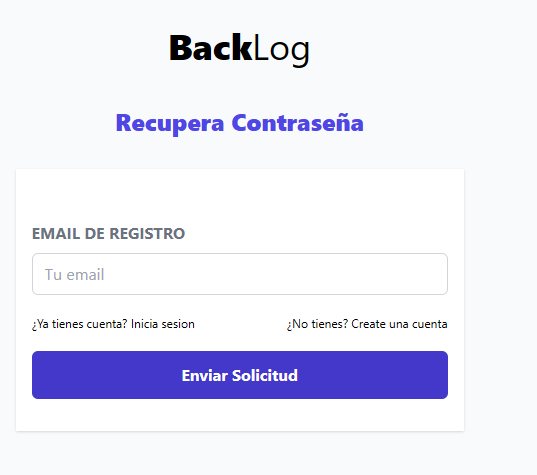 BackLog
Recupera Contraseña
EMAIL DE REGISTRO
Tu email
¿Ya tienes cuenta? Inicia sesion ¿No tienes? Create una cuenta
Enviar Solicitud